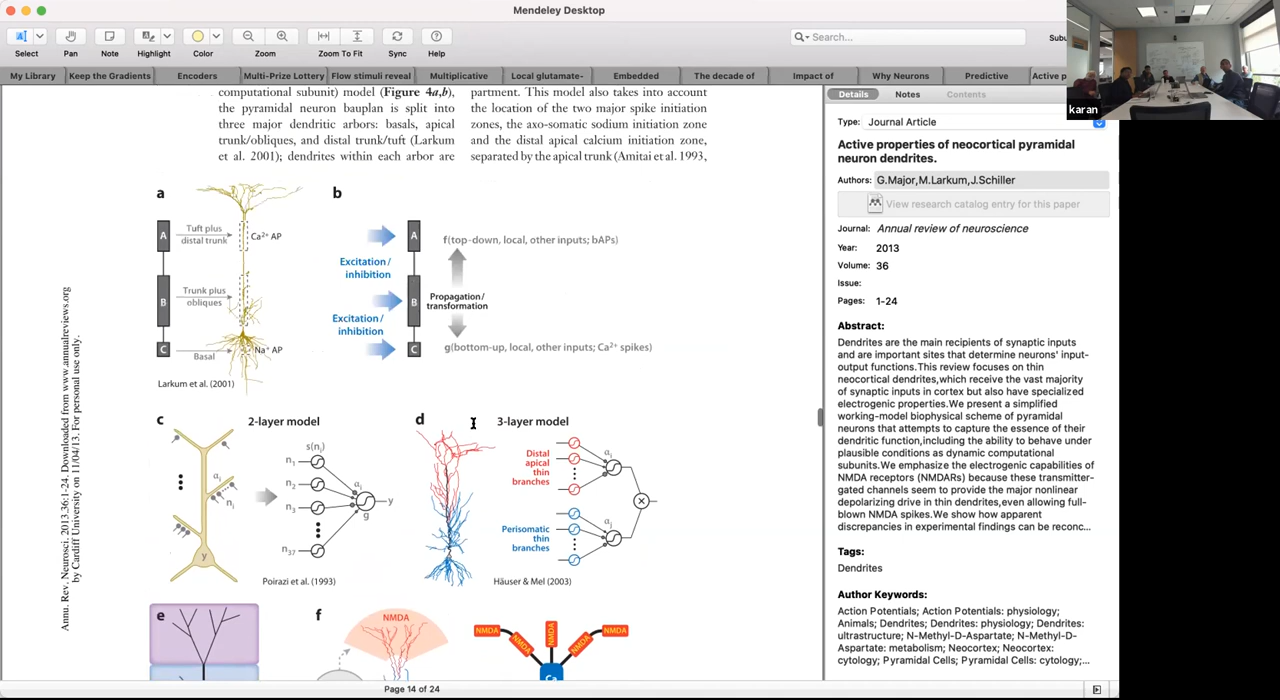 Mendeley Desktop
Select
Pan
Note
Highlight
Color
Zoom
Zoom To Fit
Sync
Help
Search...
Subu
karan
My Library
Keep the Gradients
Encoders
Multi-Prize Lottery
Flow stimuli reveal
Multiplicative
Local glutamate-
Embedded
The decade of
Impact of
Why Neurons
Predictive
Active p
computational subunit) model (Figure 4a,b),
the pyramidal neuron bauplan is split into
three major dendritic arbors: basals, apical
trunk/obliques, and distal trunk/tuft (Larkum
et al. 2001); dendrites within each arbor are
partment. This model also takes into account
the location of the two major spike initiation
zones, the axo-somatic sodium initiation zone
and the distal apical calcium initiation zone,
separated by the apical trunk (Amitai et al. 1993,
a
A
Tuft plus
distal trunk
Ca²⁺ AP
B
Trunk plus
obliques
C
Basal
Na⁺ AP
Larkum et al. (2001)
b
Excitation/
inhibition
Excitation/
inhibition
A
B
C
f(top-down, local, other inputs; bAPs)
Propagation/
transformation
g(bottom-up, local, other inputs; Ca²⁺ spikes)
c
2-layer model
s(nᵢ)
n₁
n₂
n₃
n₃₇
αᵢ
nᵢ
αᵢ
g
y
y
Poirazi et al. (1993)
d
3-layer model
Distal
apical
thin
branches
Perisomatic
thin
branches
αᵢ
αᵢ
Häuser & Mel (2003)
e
f
NMDA
NMDA
NMDA
NMDA
NMDA
NMDA
Ca
Annu. Rev. Neurosci. 2013.36:1-24. Downloaded from www.annualreviews.org
by Cardiff University on 11/04/13. For personal use only.
Page 14 of 24
Details
Notes
Contents
Type: Journal Article
Active properties of neocortical pyramidal
neuron dendrites.
Authors: G.Major,M.Larkum,J.Schiller
View research catalog entry for this paper
Journal: Annual review of neuroscience
Year: 2013
Volume: 36
Issue:
Pages: 1-24
Abstract:
Dendrites are the main recipients of synaptic inputs
and are important sites that determine neurons' input-
output functions.This review focuses on thin
neocortical dendrites,which receive the vast majority
of synaptic inputs in cortex but also have specialized
electrogenic properties.We present a simplified
working-model biophysical scheme of pyramidal
neurons that attempts to capture the essence of their
dendritic function,including the ability to behave under
plausible conditions as dynamic computational
subunits.We emphasize the electrogenic capabilities of
NMDA receptors (NMDARs) because these transmitter-
gated channels seem to provide the major nonlinear
depolarizing drive in thin dendrites,even allowing full-
blown NMDA spikes.We show how apparent
discrepancies in experimental findings can be reconc...
Tags:
Dendrites
Author Keywords:
Action Potentials; Action Potentials: physiology;
Animals; Dendrites; Dendrites: physiology; Dendrites:
ultrastructure; N-Methyl-D-Aspartate; N-Methyl-D-
Aspartate: metabolism; Neocortex; Neocortex:
cytology; Pyramidal Cells; Pyramidal Cells: cytology;...